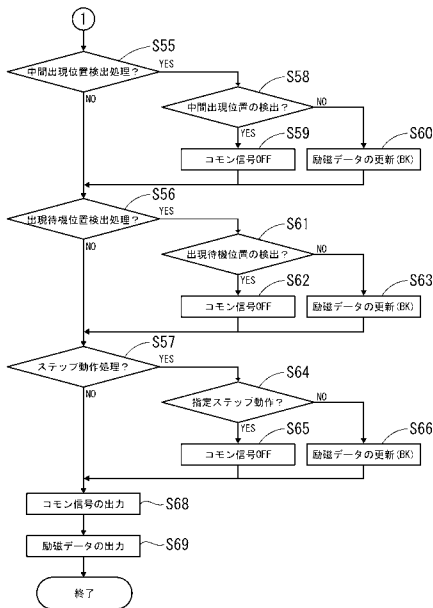 1
S55
中間出現位置検出処理?
YES
NO
S58
中間出現位置の検出?
NO
YES
S59
コモン信号OFF
S60
励磁データの更新(BK)
S56
出現待機位置検出処理?
YES
NO
S61
出現待機位置の検出?
NO
YES
S62
コモン信号OFF
S63
励磁データの更新(BK)
S57
ステップ動作処理?
YES
NO
S64
指定ステップ動作?
NO
YES
S65
コモン信号OFF
S66
励磁データの更新(BK)
コモン信号の出力
S68
励磁データの出力
S69
終了